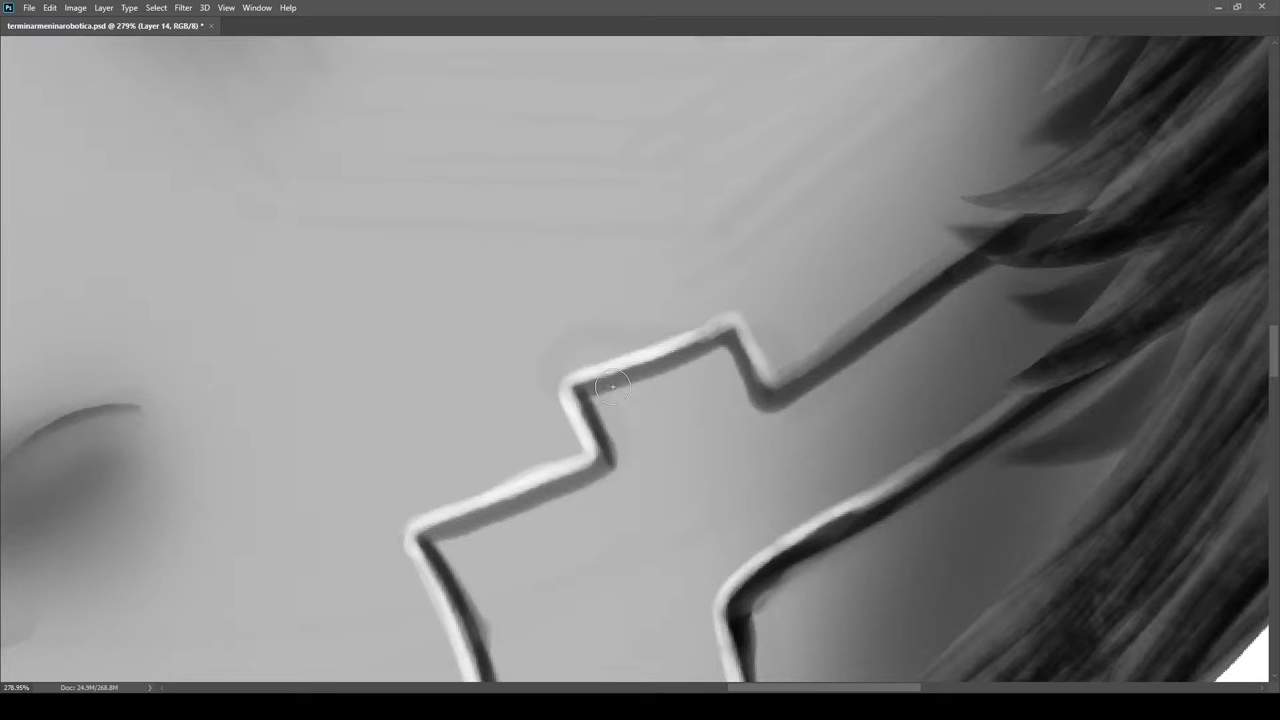 Ps File Edit Image Layer Type Select Filter 3D View Window Help
terminarmeninarobotica.psd @ 279% (Layer 14, RGB/8) *
278.95% Doc: 24.9M/268.8M